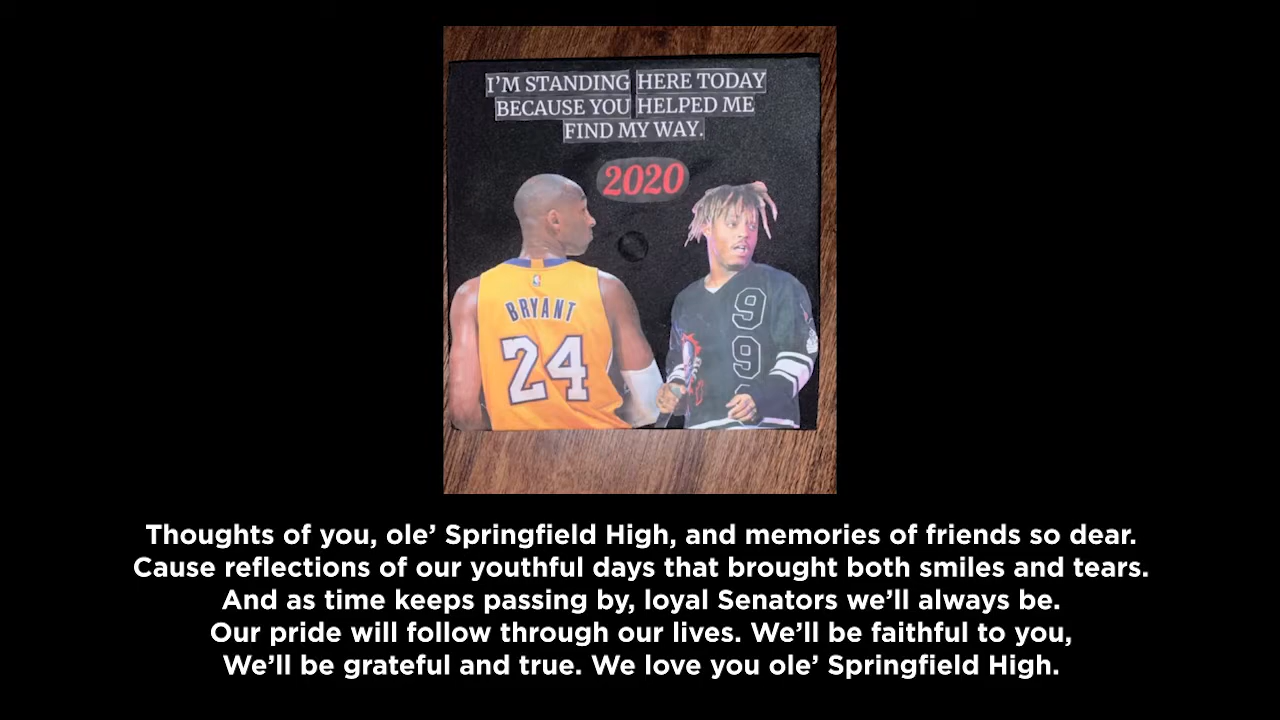 I'M STANDING HERE TODAY
BECAUSE YOU HELPED ME
FIND MY WAY.
2020
BRYANT
24
9
9
Thoughts of you, ole’ Springfield High, and memories of friends so dear.
Cause reflections of our youthful days that brought both smiles and tears.
And as time keeps passing by, loyal Senators we’ll always be.
Our pride will follow through our lives. We’ll be faithful to you,
We’ll be grateful and true. We love you ole’ Springfield High.